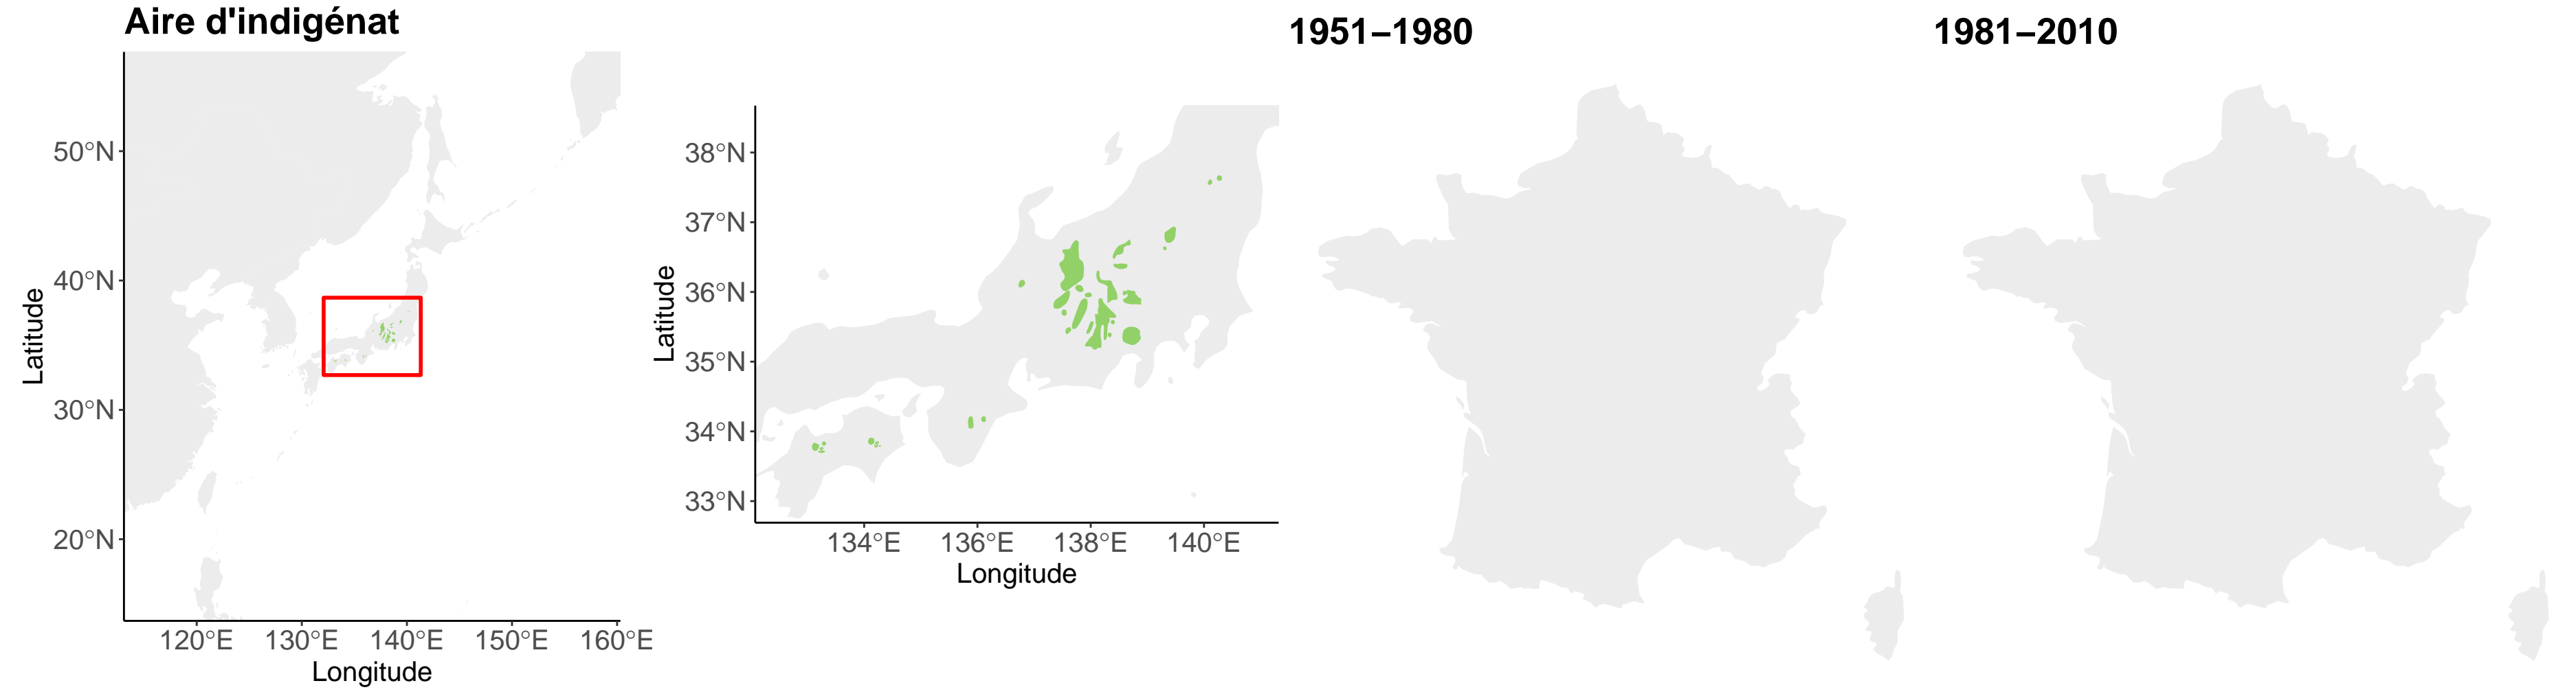 Aire d'indigénat
1951–1980
1981–2010
50°N
40°N
30°N
20°N
Latitude
120°E 130°E 140°E 150°E 160°E
Longitude
38°N
37°N
36°N
35°N
34°N
33°N
Latitude
134°E 136°E 138°E 140°E
Longitude